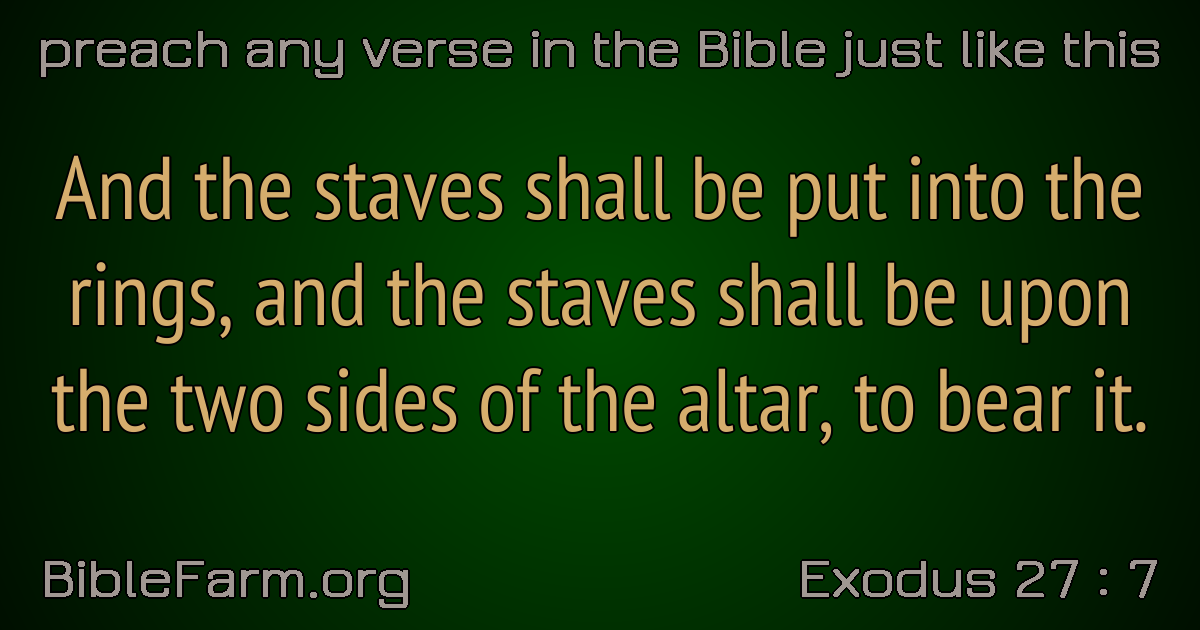 preach any verse in the Bible just like this
And the staves shall be put into the
rings, and the staves shall be upon
the two sides of the altar, to bear it.
BibleFarm.org
Exodus 27 : 7